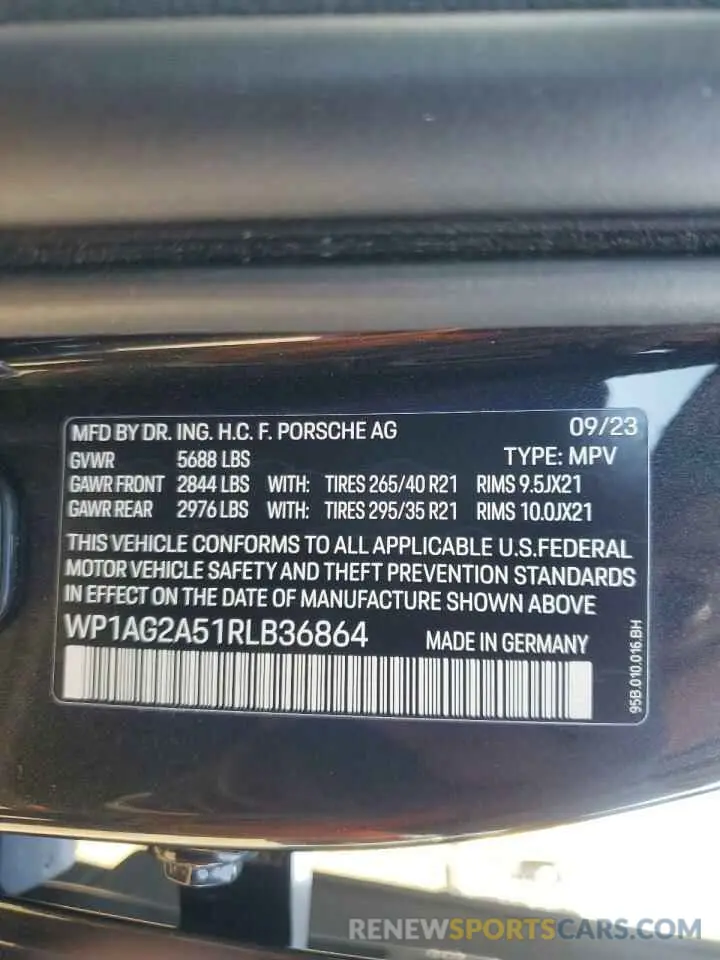 MFD BY DR. ING. H.C. F. PORSCHE AG 09/23
GVWR 5688 LBS TYPE: MPV
GAWR FRONT 2844 LBS WITH: TIRES 265/40 R21 RIMS 9.5JX21
GAWR REAR 2976 LBS WITH: TIRES 295/35 R21 RIMS 10.0JX21
THIS VEHICLE CONFORMS TO ALL APPLICABLE U.S.FEDERAL
MOTOR VEHICLE SAFETY AND THEFT PREVENTION STANDARDS
IN EFFECT ON THE DATE OF MANUFACTURE SHOWN ABOVE
WP1AG2A51RLB36864 MADE IN GERMANY
95B.010.016.BH
RENEWSPORTSCARS.COM